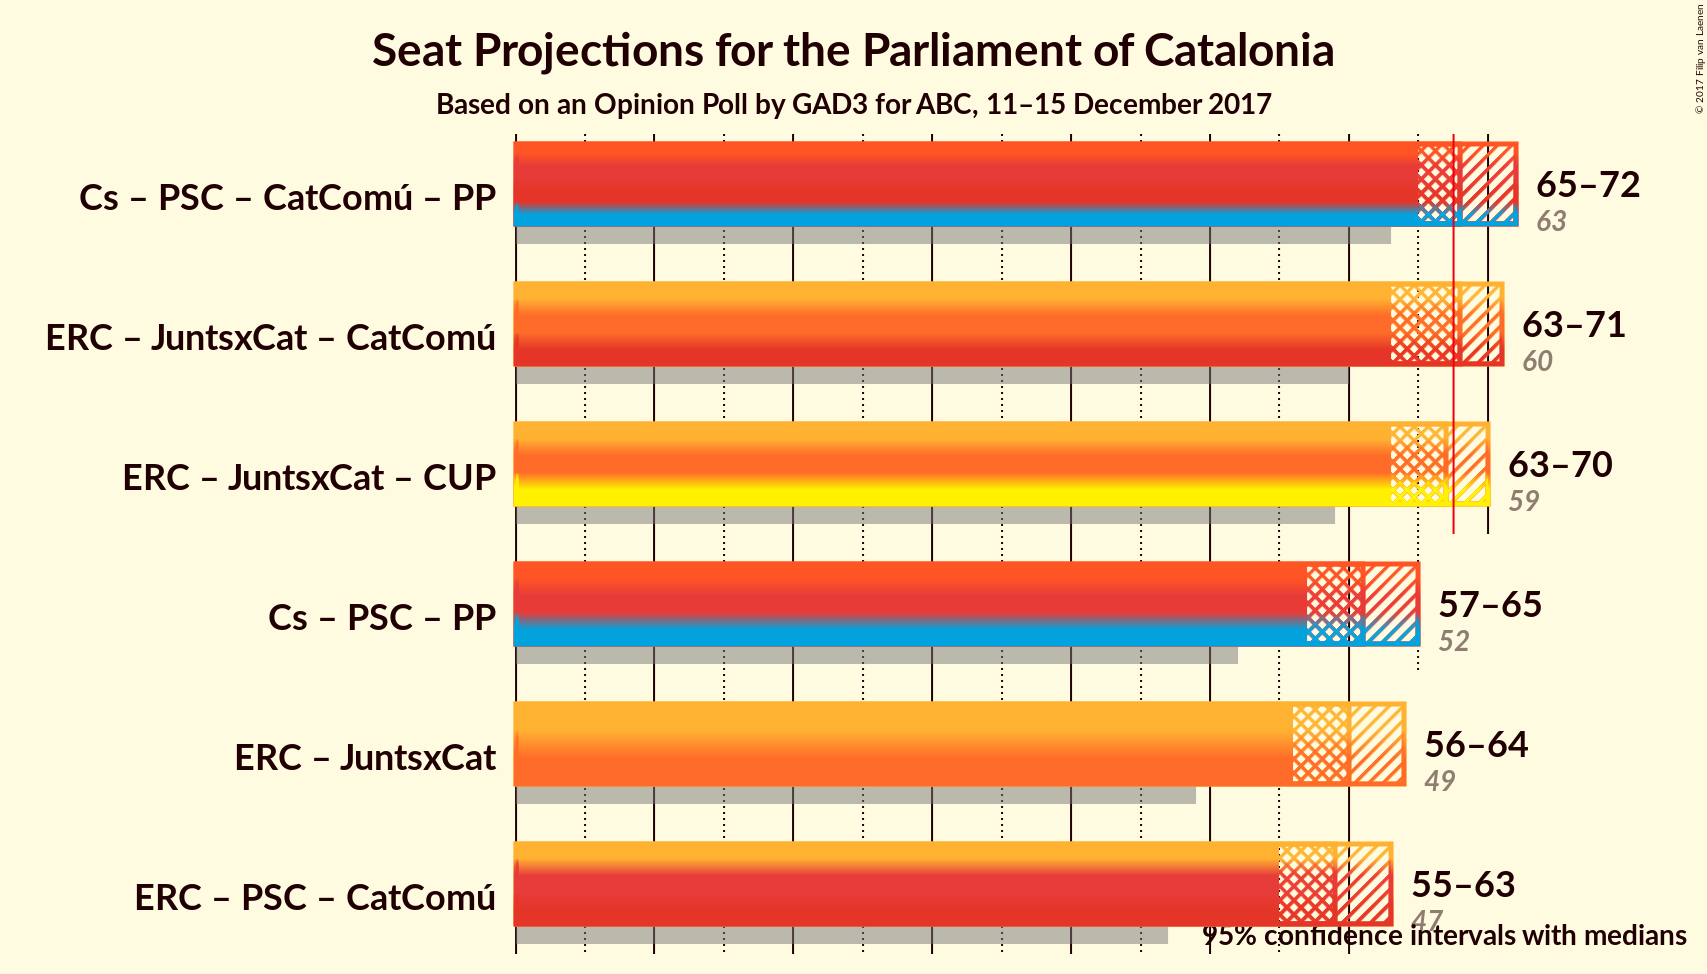 Seat Projections for the Parliament of Catalonia
Based on an Opinion Poll by GAD3 for ABC, 11–15 December 2017
© 2017 Filip van Laenen
Cs – PSC – CatComú – PP
65–72
63
ERC – JuntsxCat – CatComú
63–71
60
ERC – JuntsxCat – CUP
63–70
59
Cs – PSC – PP
57–65
52
ERC – JuntsxCat
56–64
49
ERC – PSC – CatComú
55–63
47
95% confidence intervals with medians